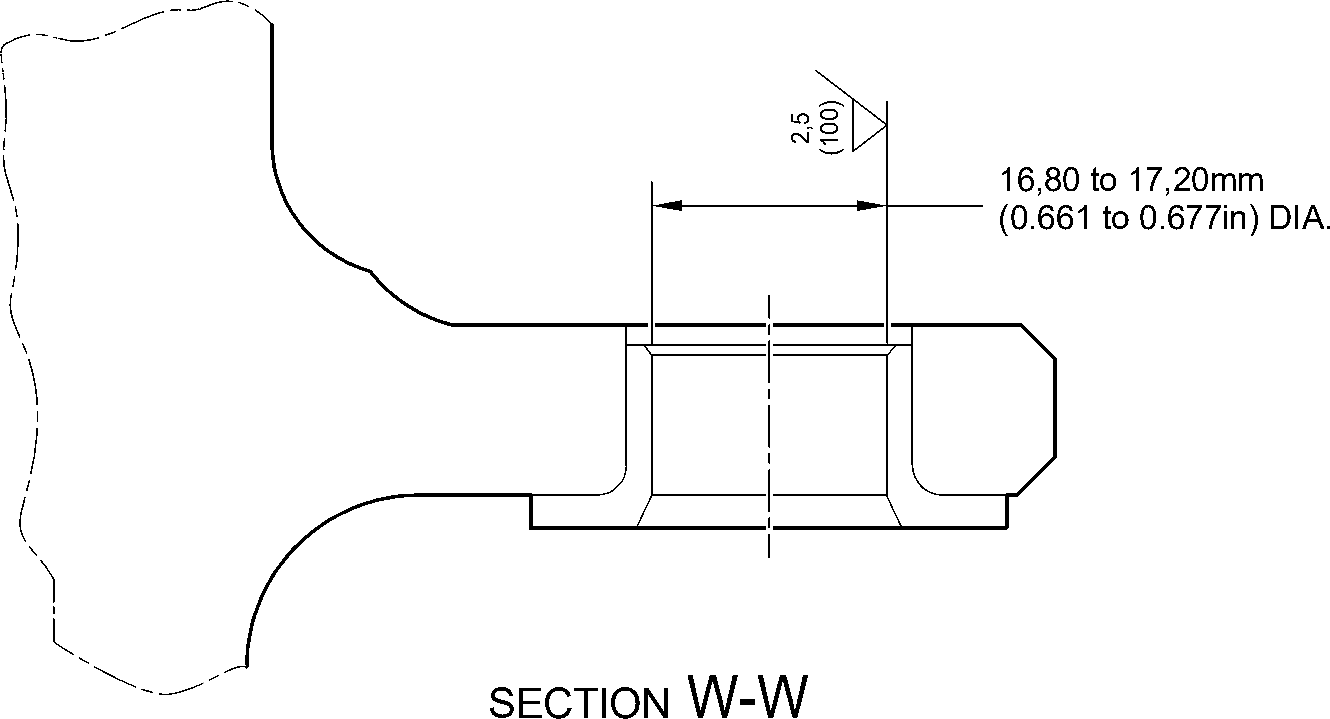 2,5
(100)
16,80 to 17,20mm
(0.661 to 0.677in) DIA.
SECTION W-W